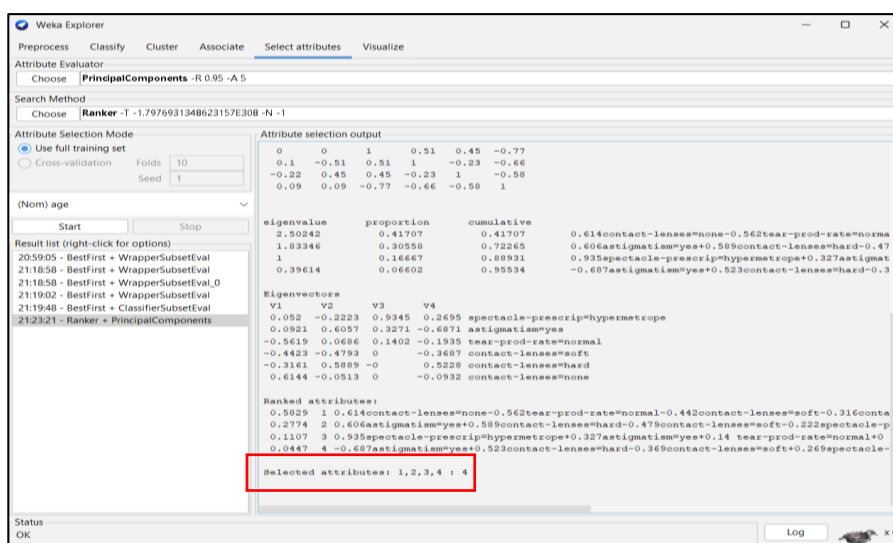 Weka Explorer
Preprocess Classify Cluster Associate Select attributes Visualize
Attribute Evaluator
Choose PrincipalComponents -R 0.95 -A 5
Search Method
Choose Ranker -T -1.7976931348623157E308 -N -1
Attribute Selection Mode
Use full training set
Cross-validation Folds 10
Seed 1
(Nom) age
Start Stop
Result list (right-click for options)
20:59:05 - BestFirst + WrapperSubsetEval
21:18:58 - BestFirst + WrapperSubsetEval
21:18:58 - BestFirst + WrapperSubsetEval_0
21:19:02 - BestFirst + WrapperSubsetEval
21:19:48 - BestFirst + ClassifierSubsetEval
21:23:21 - Ranker + PrincipalComponents
Attribute selection output
0 0 1 0.51 0.45 -0.77
0.1 -0.51 0.51 1 -0.23 -0.66
-0.22 0.45 0.45 -0.23 1 -0.58
0.09 0.09 -0.77 -0.66 -0.58 1
eigenvalue proportion cumulative
2.50242 0.41707 0.41707 0.614contact-lenses=none-0.562tear-prod-rate=norma
1.83346 0.30558 0.72265 0.606astigmatism=yes+0.589contact-lenses=hard-0.47
1 0.16667 0.88931 0.935spectacle-prescrip=hypermetrope+0.327astigmat
0.39614 0.06602 0.95534 -0.687astigmatism=yes+0.523contact-lenses=hard-0.3
Eigenvectors
V1 V2 V3 V4
0.052 -0.2223 0.9345 0.2695 spectacle-prescrip=hypermetrope
0.0921 0.6057 0.3271 -0.6871 astigmatism=yes
-0.5619 0.0686 0.1402 -0.1935 tear-prod-rate=normal
-0.4423 -0.4793 0 -0.3687 contact-lenses=soft
-0.3161 0.5889 -0 0.5228 contact-lenses=hard
0.6144 -0.0513 0 -0.0932 contact-lenses=none
Ranked attributes:
0.5829 1 0.614contact-lenses=none-0.562tear-prod-rate=normal-0.442contact-lenses=soft-0.316conta
0.2774 2 0.606astigmatism=yes+0.589contact-lenses=hard-0.479contact-lenses=soft-0.222spectacle-p
0.1107 3 0.935spectacle-prescrip=hypermetrope+0.327astigmatism=yes+0.14 tear-prod-rate=normal+0
0.0447 4 -0.687astigmatism=yes+0.523contact-lenses=hard-0.369contact-lenses=soft+0.269spectacle-
Selected attributes: 1,2,3,4 : 4
Status
OK
Log
x